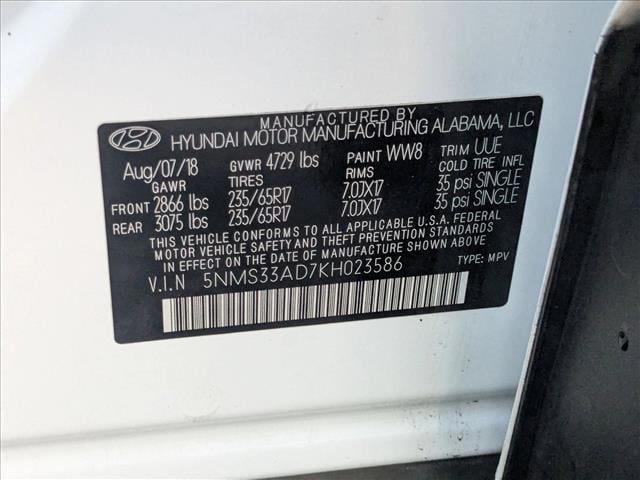 MANUFACTURED BY
HYUNDAI MOTOR MANUFACTURING ALABAMA, LLC
Aug/07/18 GVWR 4729 lbs PAINT WW8 TRIM UUE
GAWR TIRES RIMS COLD TIRE INFL
FRONT 2866 lbs 235/65R17 7.0JX17 35 psi SINGLE
REAR 3075 lbs 235/65R17 7.0JX17 35 psi SINGLE
THIS VEHICLE CONFORMS TO ALL APPLICABLE U.S.A. FEDERAL
MOTOR VEHICLE SAFETY AND THEFT PREVENTION STANDARDS
IN EFFECT ON THE DATE OF MANUFACTURE SHOWN ABOVE.
V.I.N 5NMS33AD7KH023586 TYPE: MPV